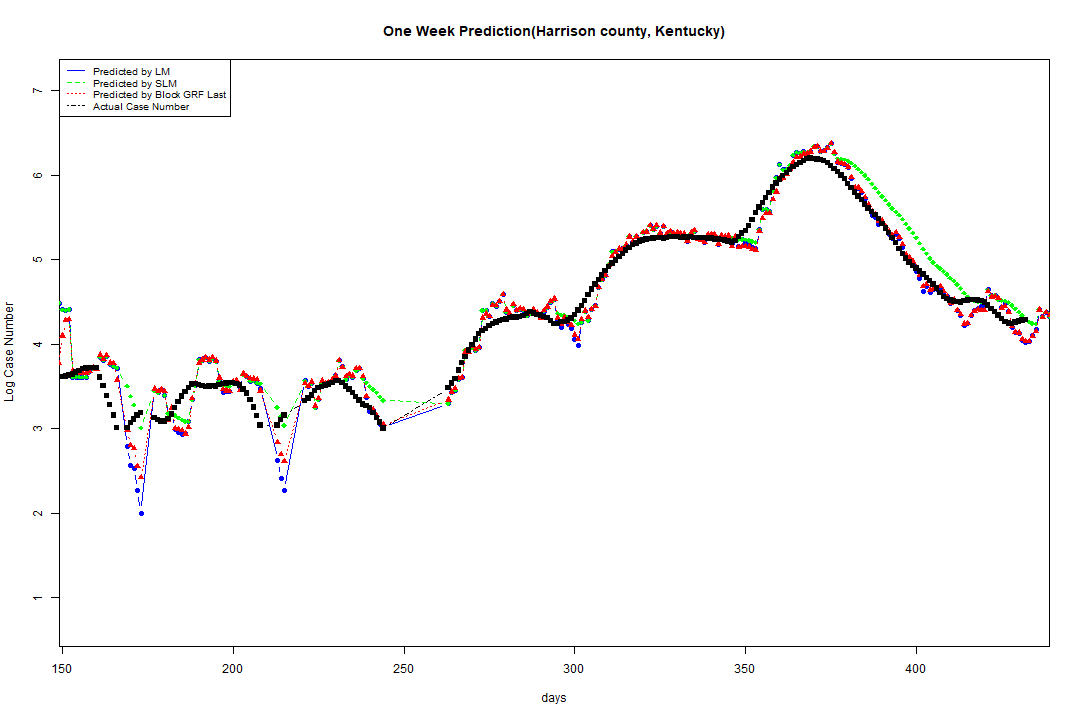 One Week Prediction(Harrison county, Kentucky)
Predicted by LM
Predicted by SLM
Predicted by Block GRF Last
Actual Case Number
7
6
5
4
3
2
1
Log Case Number
150 200 250 300 350 400
days